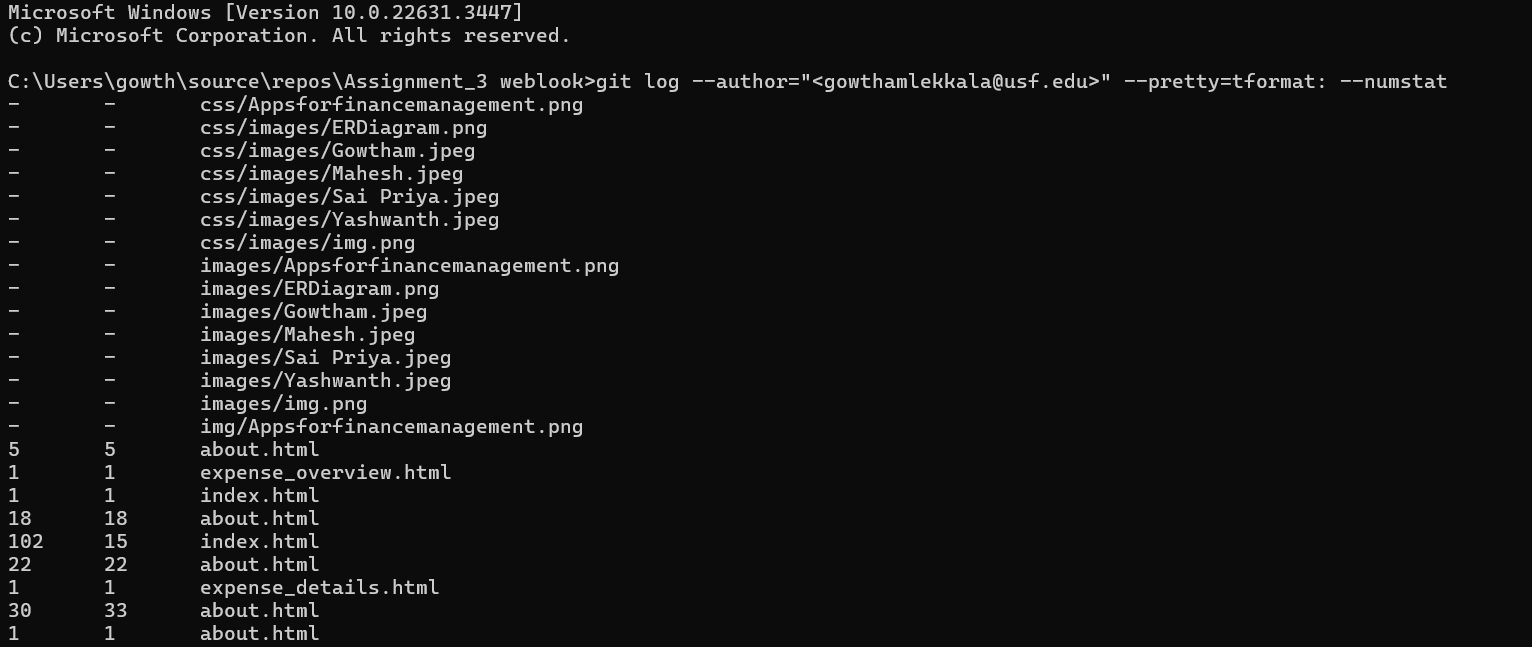 Microsoft Windows [Version 10.0.22631.3447]
(c) Microsoft Corporation. All rights reserved.
C:\Users\gowth\source\repos\Assignment_3 weblook>git log --author="<gowthamlekkala@usf.edu>" --pretty=tformat: --numstat
-       -       css/Appsforfinancemanagement.png
-       -       css/images/ERDiagram.png
-       -       css/images/Gowtham.jpeg
-       -       css/images/Mahesh.jpeg
-       -       css/images/Sai Priya.jpeg
-       -       css/images/Yashwanth.jpeg
-       -       css/images/img.png
-       -       images/Appsforfinancemanagement.png
-       -       images/ERDiagram.png
-       -       images/Gowtham.jpeg
-       -       images/Mahesh.jpeg
-       -       images/Sai Priya.jpeg
-       -       images/Yashwanth.jpeg
-       -       images/img.png
-       -       img/Appsforfinancemanagement.png
5       5       about.html
1       1       expense_overview.html
1       1       index.html
18      18      about.html
102     15      index.html
22      22      about.html
1       1       expense_details.html
30      33      about.html
1       1       about.html